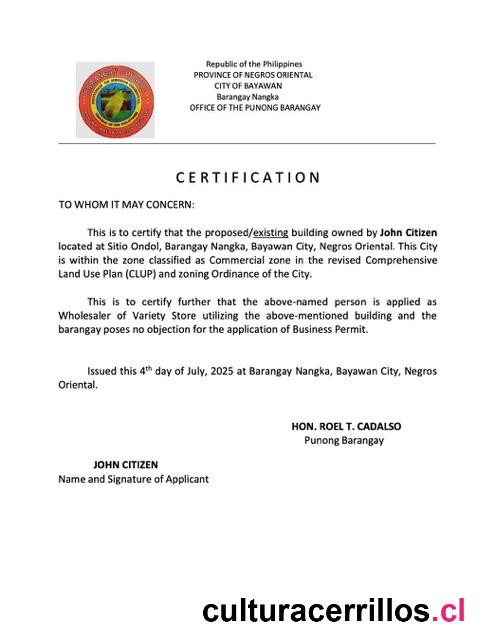 Republic of the Philippines
PROVINCE OF NEGROS ORIENTAL
CITY OF BAYAWAN
Barangay Nangka
OFFICE OF THE PUNONG BARANGAY
CERTIFICATION
TO WHOM IT MAY CONCERN:
This is to certify that the proposed/existing building owned by John Citizen
located at Sitio Ondol, Barangay Nangka, Bayawan City, Negros Oriental. This City
is within the zone classified as Commercial zone in the revised Comprehensive
Land Use Plan (CLUP) and zoning Ordinance of the City.
This is to certify further that the above-named person is applied as
Wholesaler of Variety Store utilizing the above-mentioned building and the
barangay poses no objection for the application of Business Permit.
Issued this 4th day of July, 2025 at Barangay Nangka, Bayawan City, Negros
Oriental.
HON. ROEL T. CADALSO
Punong Barangay
JOHN CITIZEN
Name and Signature of Applicant
culturacerrillos.cl